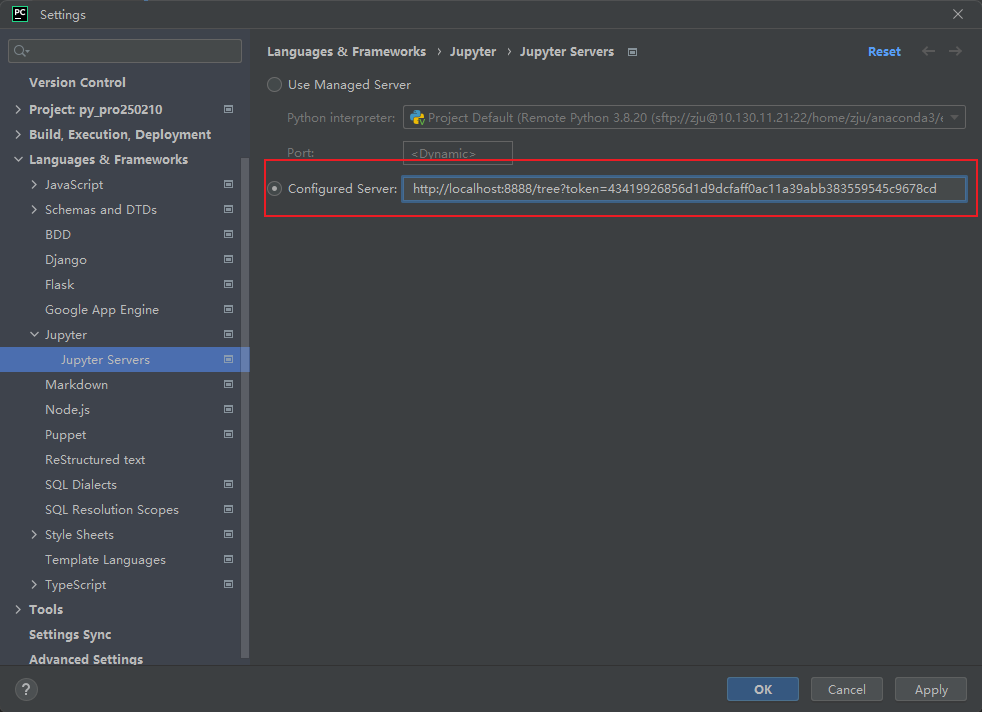 PC
Settings
Version Control
Project: py_pro250210
Build, Execution, Deployment
Languages & Frameworks
JavaScript
Schemas and DTDs
BDD
Django
Flask
Google App Engine
Jupyter
Jupyter Servers
Markdown
Node.js
Puppet
ReStructured text
SQL Dialects
SQL Resolution Scopes
Style Sheets
Template Languages
TypeScript
Tools
Settings Sync
Advanced Settings
Languages & Frameworks › Jupyter › Jupyter Servers
Reset
Use Managed Server
Python interpreter: Project Default (Remote Python 3.8.20 (sftp://zju@10.130.11.21:22/home/zju/anaconda3/e
Port: <Dynamic>
Configured Server: http://localhost:8888/tree?token=43419926856d1d9dcfaff0ac11a39abb383559545c9678cd
?
OK Cancel Apply